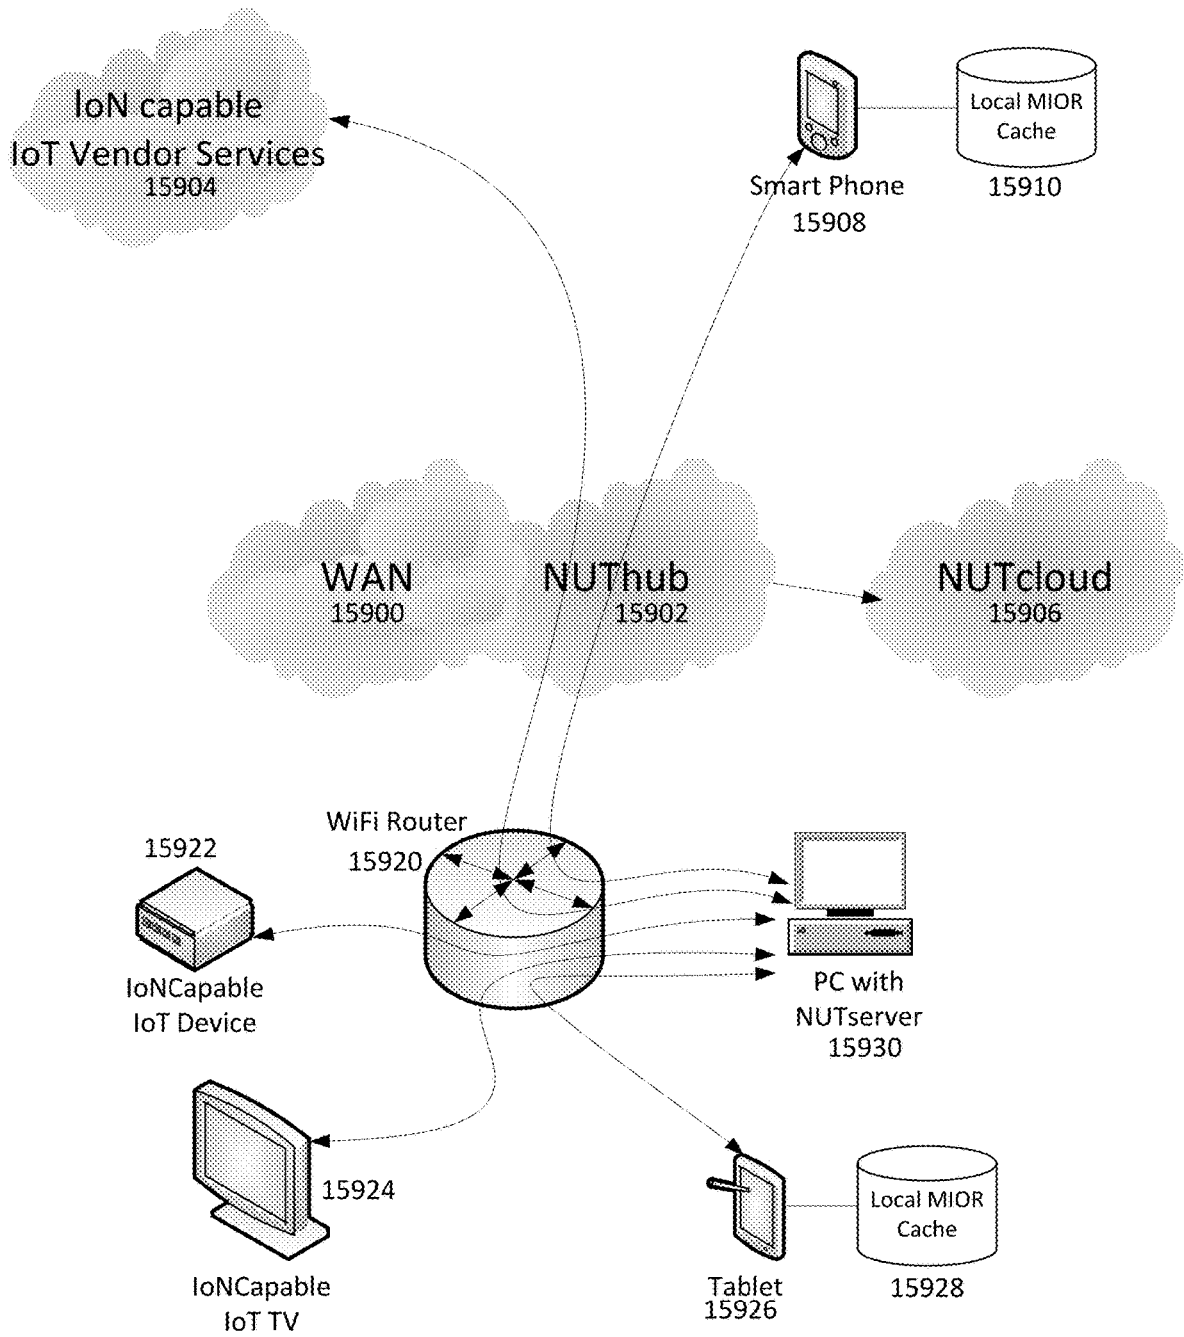 IoN capable
IoT Vendor Services
15904
Local MIOR
Cache
15910
Smart Phone
15908
WAN
15900
NUThub
15902
NUTcloud
15906
WiFi Router
15920
15922
IoNCapable
IoT Device
PC with
NUTserver
15930
15924
IoNCapable
IoT TV
Tablet
15926
Local MIOR
Cache
15928